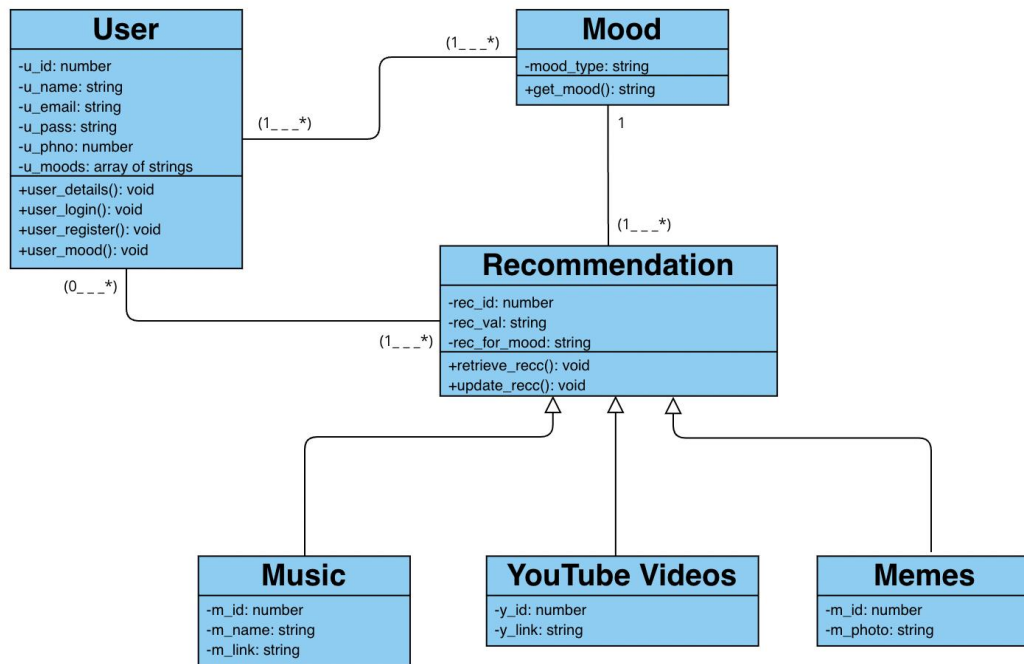 User
-u_id: number
-u_name: string
-u_email: string
-u_pass: string
-u_phno: number
-u_moods: array of strings
+user_details(): void
+user_login(): void
+user_register(): void
+user_mood(): void
(1_ _ _*)
(1_ _ _*)
Mood
-mood_type: string
+get_mood(): string
1
(1_ _ _*)
(0_ _ _*)
(1_ _ _*)
Recommendation
-rec_id: number
-rec_val: string
-rec_for_mood: string
+retrieve_recc(): void
+update_recc(): void
Music
-m_id: number
-m_name: string
-m_link: string
YouTube Videos
-y_id: number
-y_link: string
Memes
-m_id: number
-m_photo: string